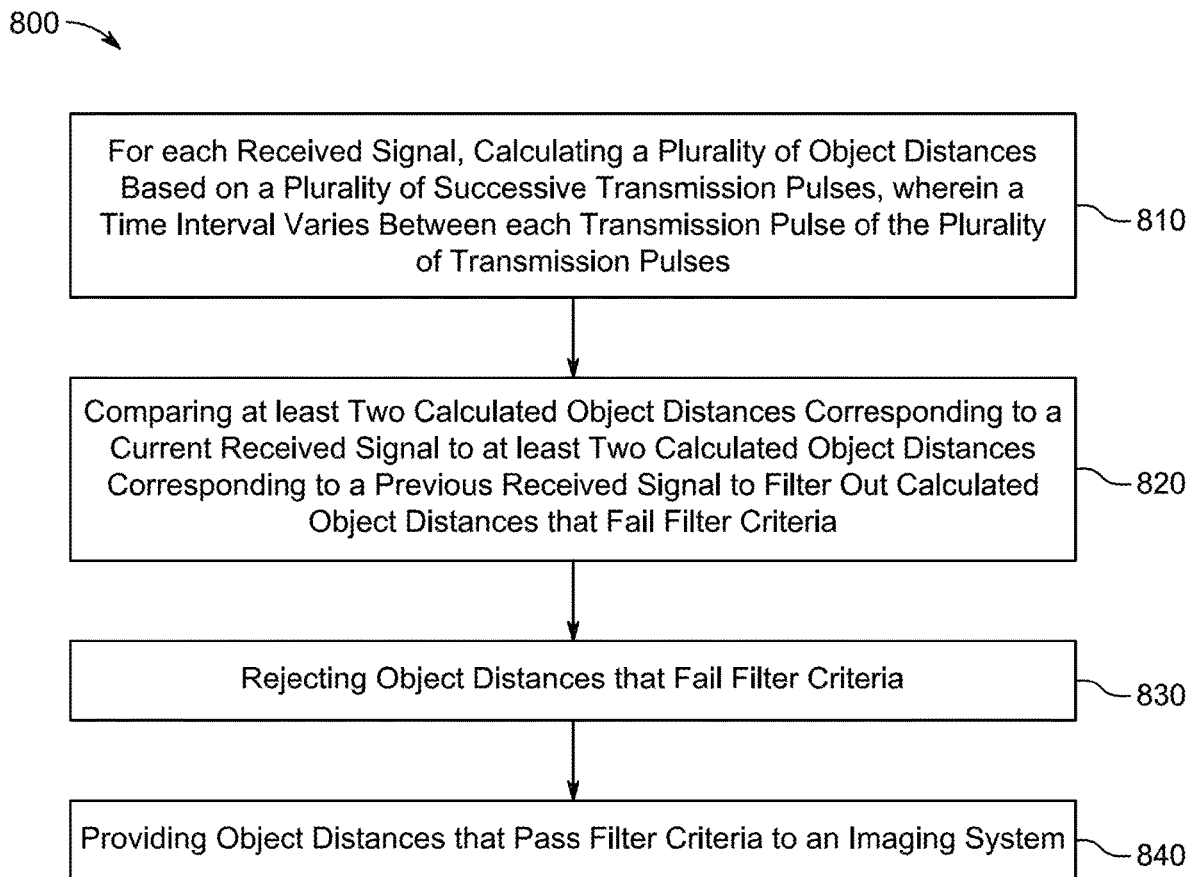 800
For each Received Signal, Calculating a Plurality of Object Distances
Based on a Plurality of Successive Transmission Pulses, wherein a
Time Interval Varies Between each Transmission Pulse of the Plurality
of Transmission Pulses
810
Comparing at least Two Calculated Object Distances Corresponding to a
Current Received Signal to at least Two Calculated Object Distances
Corresponding to a Previous Received Signal to Filter Out Calculated
Object Distances that Fail Filter Criteria
820
Rejecting Object Distances that Fail Filter Criteria
830
Providing Object Distances that Pass Filter Criteria to an Imaging System
840